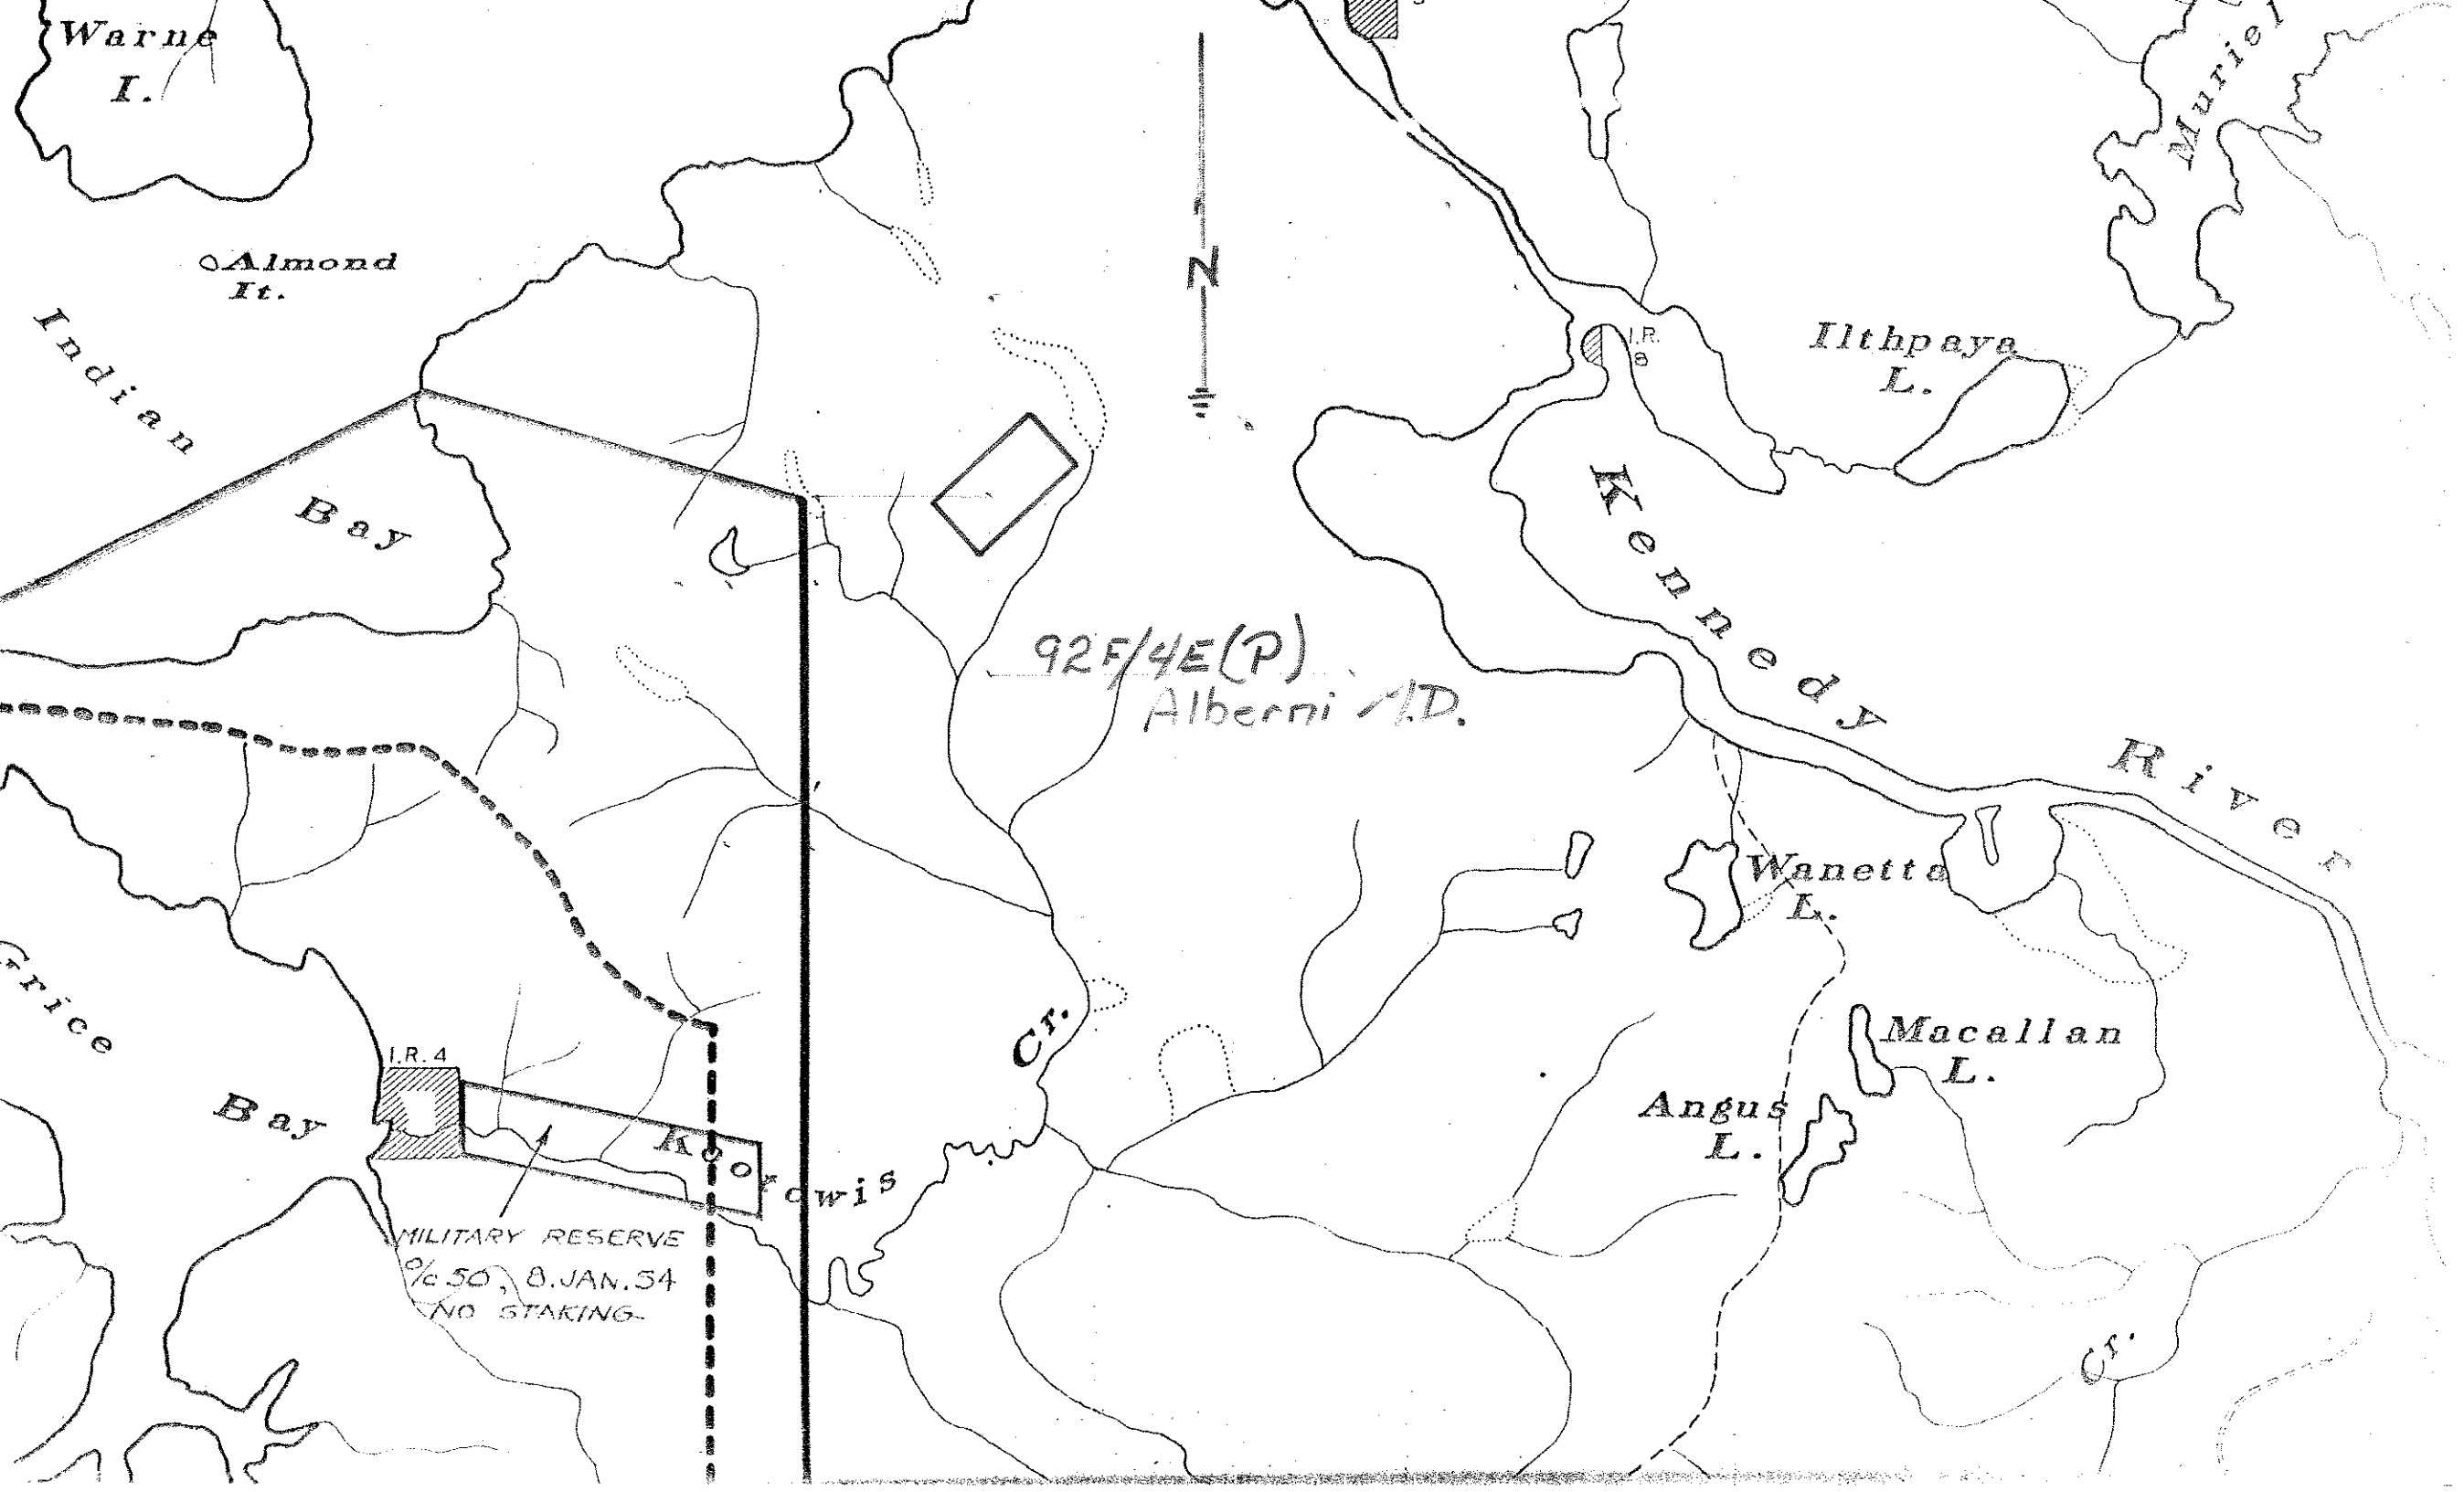 Warne
I.
Muriel
Almond
It.
Indian
Bay
N
I.R.
8
Ilthpaya
L.
Kennedy
River
92F/4E(P)
Alberni M.D.
Wanetta
L.
Grice
Bay
Cr.
Macallan
L.
Angus
L.
I.R. 4
Kootowis
MILITARY RESERVE
O/C 50, 8.JAN.54
NO STAKING
Cr.